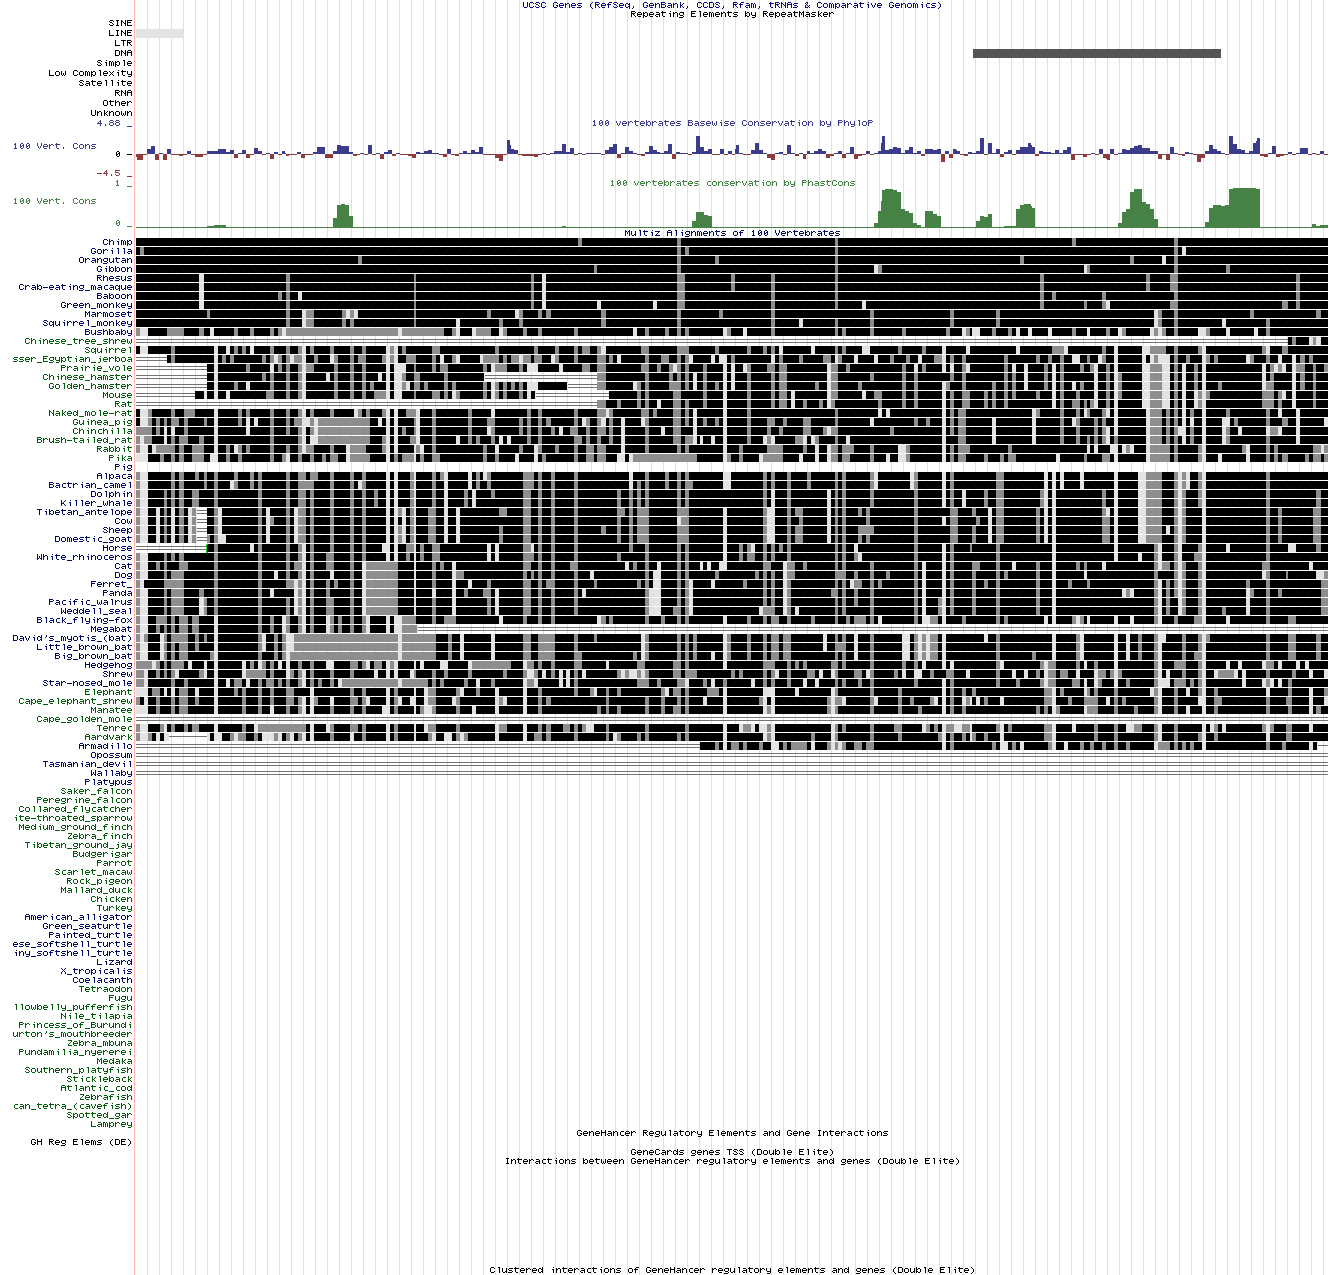 UCSC Genes (RefSeq, GenBank, CCDS, Rfam, tRNAs & Comparative Genomics)
Repeating Elements by RepeatMasker
SINE
LINE
LTR
DNA
Simple
Low Complexity
Satellite
RNA
Other
Unknown
4.88 _
100 vertebrates Basewise Conservation by PhyloP
100 Vert. Cons
0 _
-4.5 _
1 _
100 vertebrates conservation by PhastCons
100 Vert. Cons
0 _
Multiz Alignments of 100 Vertebrates
Chimp
Gorilla
Orangutan
Gibbon
Rhesus
Crab-eating_macaque
Baboon
Green_monkey
Marmoset
Squirrel_monkey
Bushbaby
Chinese_tree_shrew
Squirrel
sser_Egyptian_jerboa
Prairie_vole
Chinese_hamster
Golden_hamster
Mouse
Rat
Naked_mole-rat
Guinea_pig
Chinchilla
Brush-tailed_rat
Rabbit
Pika
Pig
Alpaca
Bactrian_camel
Dolphin
Killer_whale
Tibetan_antelope
Cow
Sheep
Domestic_goat
Horse
White_rhinoceros
Cat
Dog
Ferret_
Panda
Pacific_walrus
Weddell_seal
Black_flying-fox
Megabat
David's_myotis_(bat)
Little_brown_bat
Big_brown_bat
Hedgehog
Shrew
Star-nosed_mole
Elephant
Cape_elephant_shrew
Manatee
Cape_golden_mole
Tenrec
Aardvark
Armadillo
Opossum
Tasmanian_devil
Wallaby
Platypus
Saker_falcon
Peregrine_falcon
Collared_flycatcher
ite-throated_sparrow
Medium_ground_finch
Zebra_finch
Tibetan_ground_jay
Budgerigar
Parrot
Scarlet_macaw
Rock_pigeon
Mallard_duck
Chicken
Turkey
American_alligator
Green_seaturtle
Painted_turtle
ese_softshell_turtle
iny_softshell_turtle
Lizard
X_tropicalis
Coelacanth
Tetraodon
Fugu
llowbelly_pufferfish
Nile_tilapia
Princess_of_Burundi
urton's_mouthbreeder
Zebra_mbuna
Pundamilia_nyererei
Medaka
Southern_platyfish
Stickleback
Atlantic_cod
Zebrafish
can_tetra_(cavefish)
Spotted_gar
Lamprey
GeneHancer Regulatory Elements and Gene Interactions
GH Reg Elems (DE)
GeneCards genes TSS (Double Elite)
Interactions between GeneHancer regulatory elements and genes (Double Elite)
Clustered interactions of GeneHancer regulatory elements and genes (Double Elite)